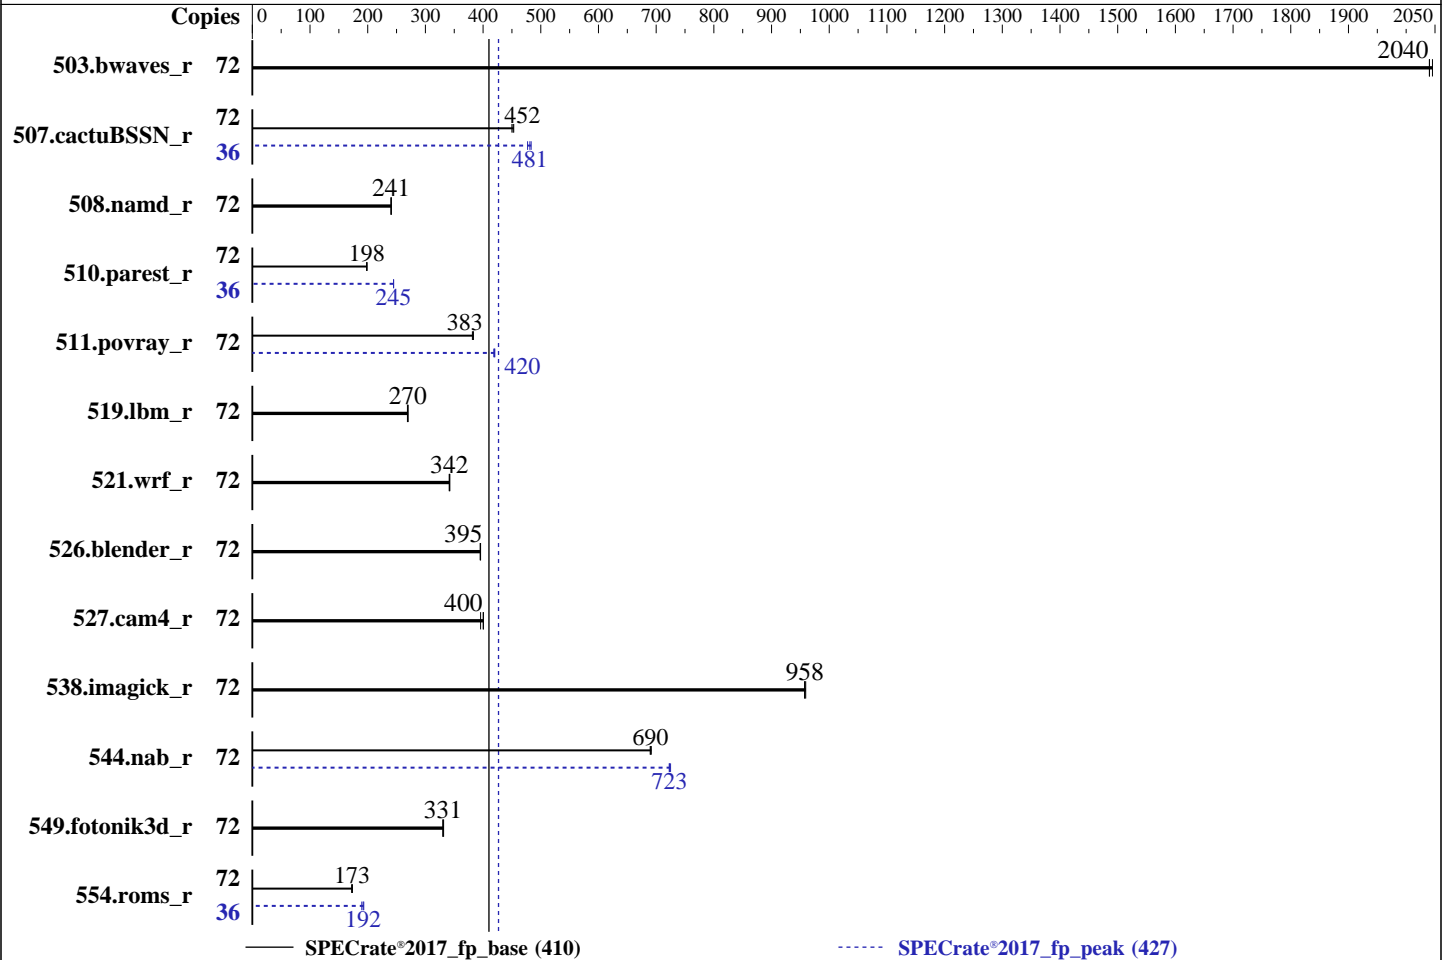 Copies 0 100 200 300 400 500 600 700 800 900 1000 1100 1200 1300 1400 1500 1600 1700 1800 1900 2050
503.bwaves_r 72 2040
507.cactuBSSN_r 72 452
36 481
508.namd_r 72 241
510.parest_r 72 198
36 245
511.povray_r 72 383
420
519.lbm_r 72 270
521.wrf_r 72 342
526.blender_r 72 395
527.cam4_r 72 400
538.imagick_r 72 958
544.nab_r 72 690
723
549.fotonik3d_r 72 331
554.roms_r 72 173
36 192
SPECrate®2017_fp_base (410) SPECrate®2017_fp_peak (427)